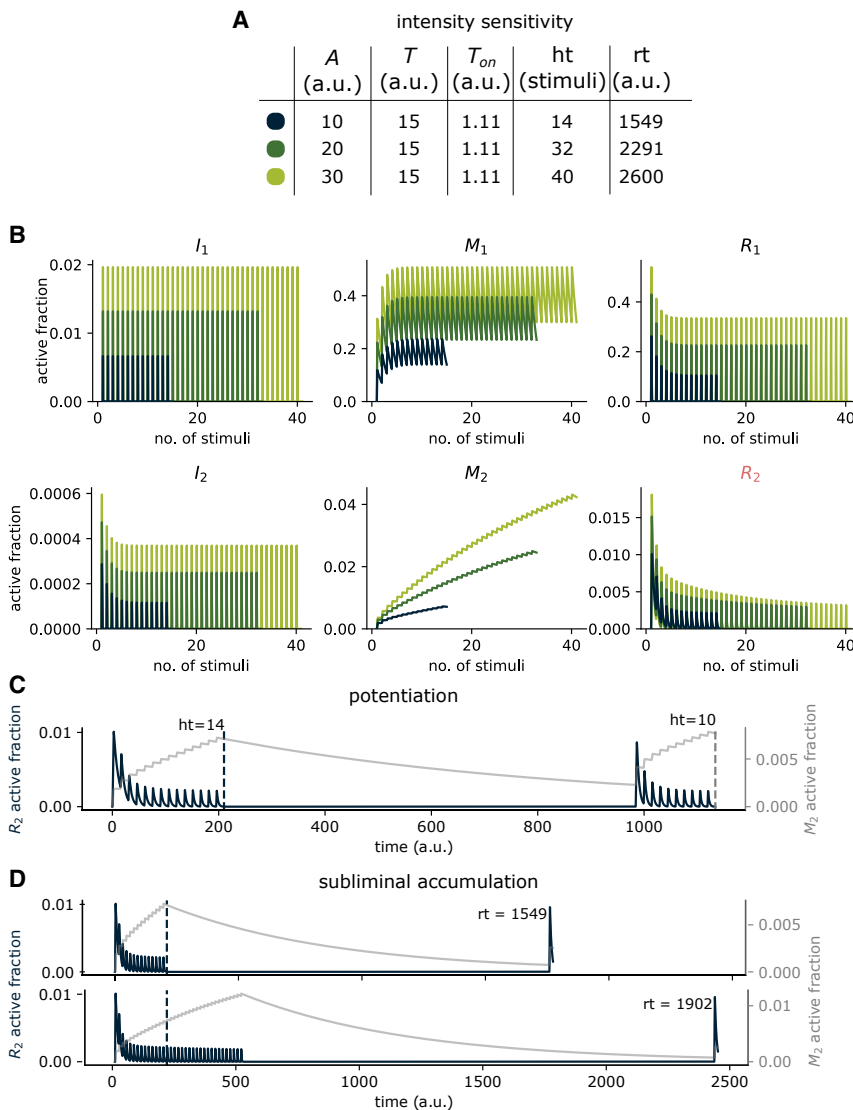 A
intensity sensitivity
A T T_on ht rt
(a.u.) (a.u.) (a.u.) (stimuli) (a.u.)
10 15 1.11 14 1549
20 15 1.11 32 2291
30 15 1.11 40 2600
B
I_1 M_1 R_1
active fraction
0.02
0.01
0.00
0 20 40
no. of stimuli
0.4
0.2
0.0
0 20 40
no. of stimuli
0.4
0.2
0.0
0 20 40
no. of stimuli
I_2 M_2 R_2
active fraction
0.0006
0.0004
0.0002
0.0000
0 20 40
no. of stimuli
0.04
0.02
0.00
0 20 40
no. of stimuli
0.015
0.010
0.005
0.000
0 20 40
no. of stimuli
C
potentiation
R_2 active fraction
0.01
0.00
ht=14 ht=10
0.005
0.000
M_2 active fraction
0 200 400 600 800 1000
time (a.u.)
D
subliminal accumulation
R_2 active fraction
0.01
0.00
rt = 1549
0.005
0.000
M_2 active fraction
R_2 active fraction
0.01
0.00
rt = 1902
0.01
0.00
0 500 1000 1500 2000 2500
time (a.u.)